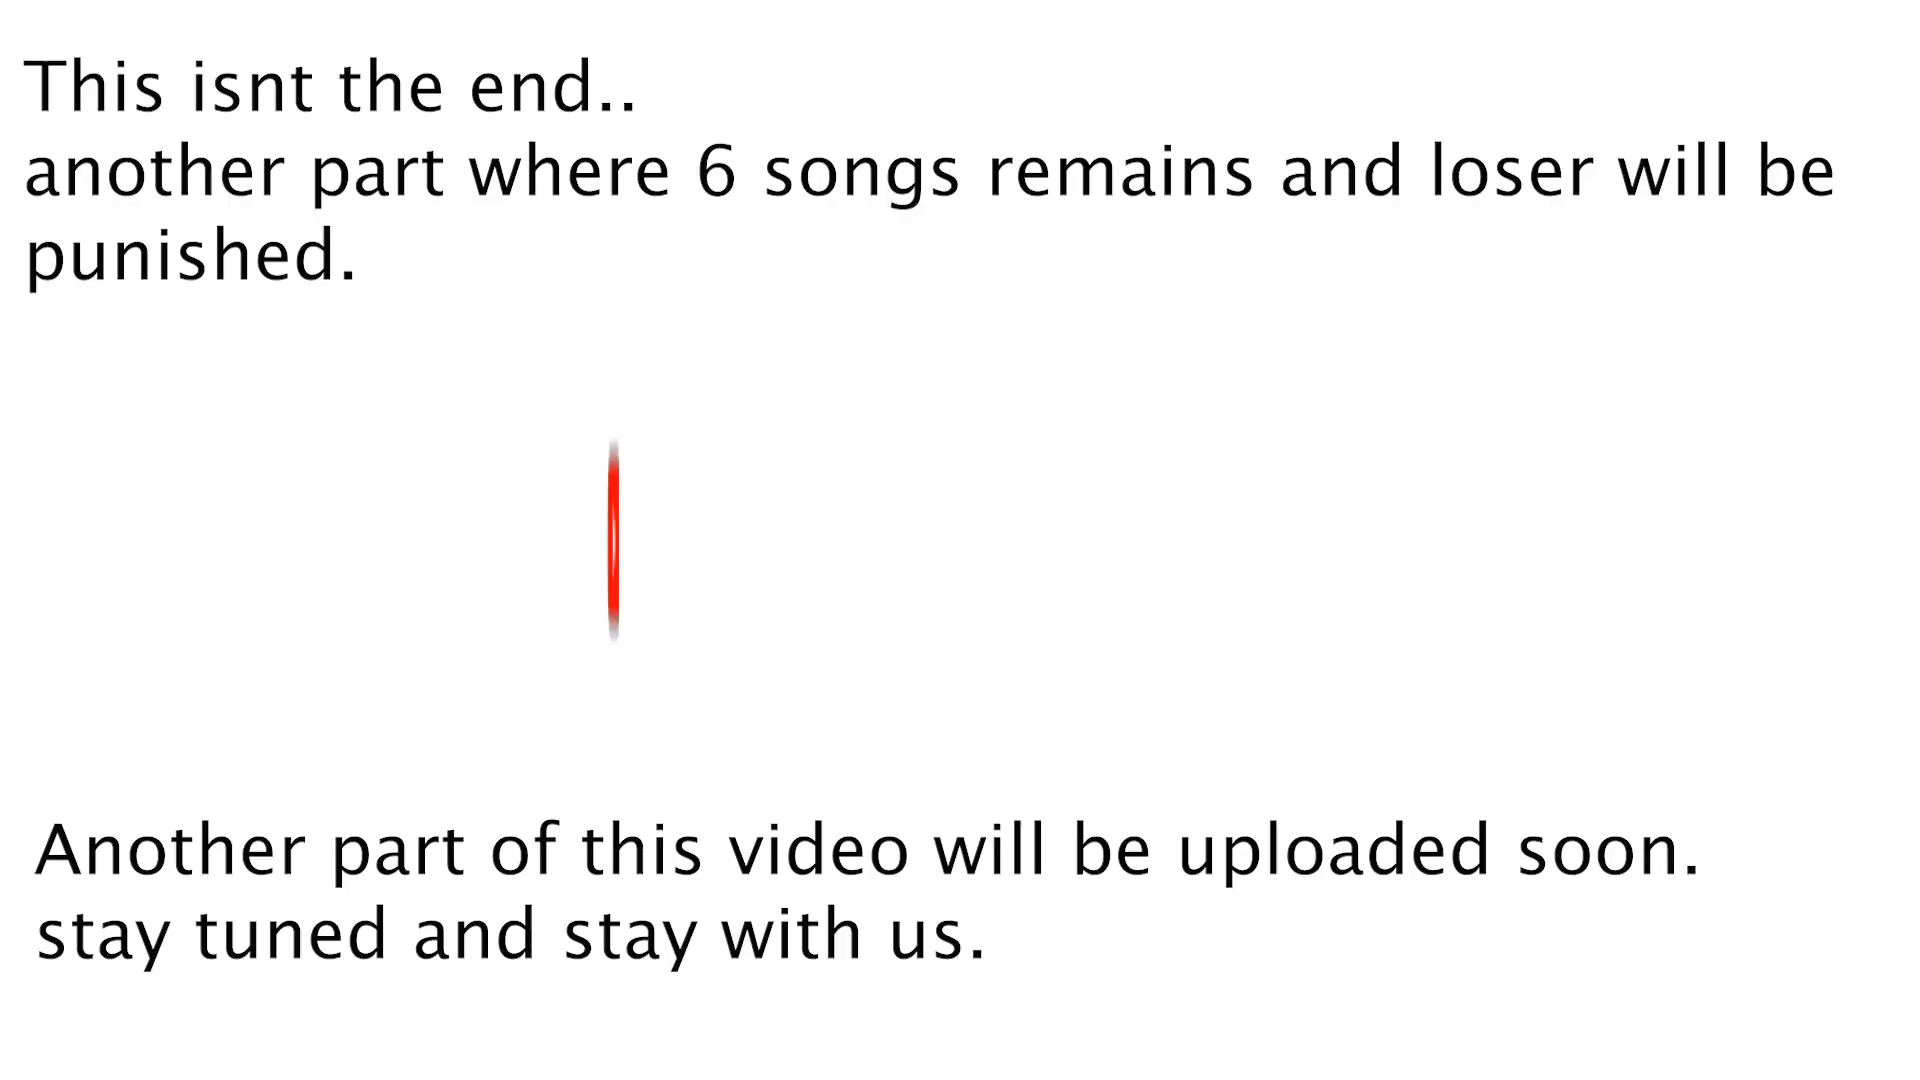 This isnt the end..
another part where 6 songs remains and loser will be
punished.
Another part of this video will be uploaded soon.
stay tuned and stay with us.